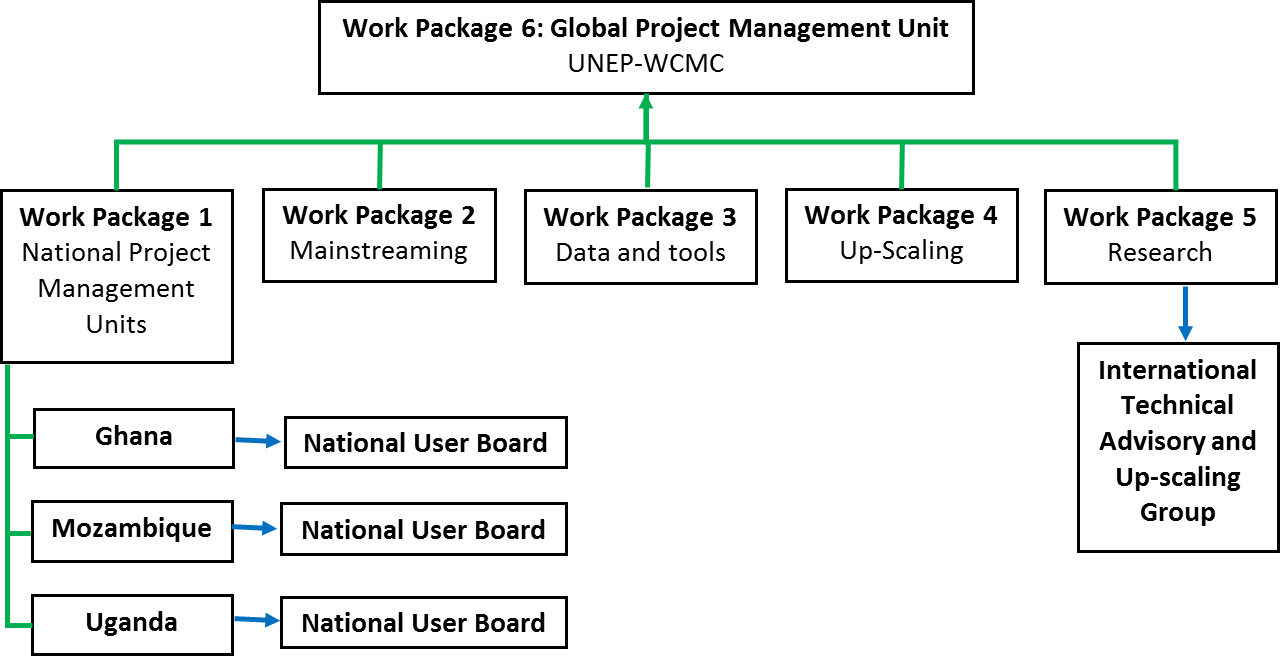 Work Package 6: Global Project Management Unit
UNEP-WCMC
Work Package 1
National Project
Management
Units
Work Package 2
Mainstreaming
Work Package 3
Data and tools
Work Package 4
Up-Scaling
Work Package 5
Research
International
Technical
Advisory and
Up-scaling
Group
Ghana
National User Board
Mozambique
National User Board
Uganda
National User Board